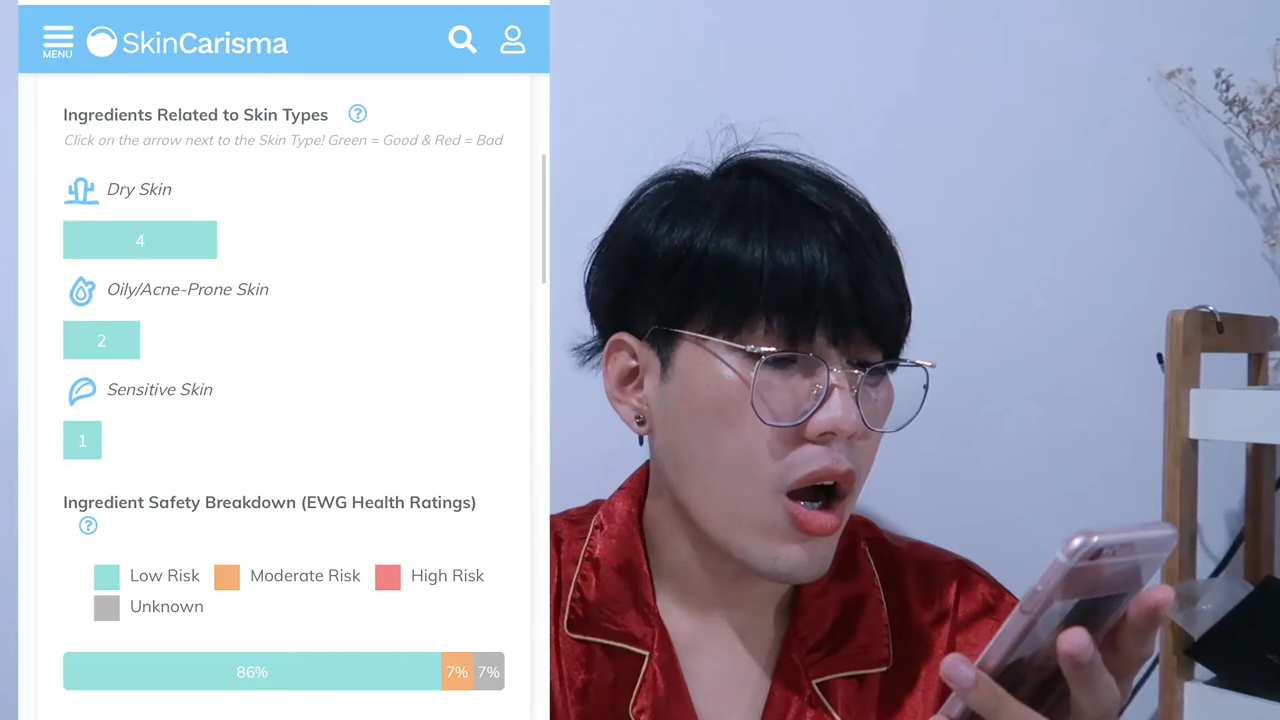 MENU
SkinCarisma
Ingredients Related to Skin Types
Click on the arrow next to the Skin Type! Green = Good & Red = Bad
Dry Skin
4
Oily/Acne-Prone Skin
2
Sensitive Skin
1
Ingredient Safety Breakdown (EWG Health Ratings)
Low Risk Moderate Risk High Risk
Unknown
86% 7% 7%